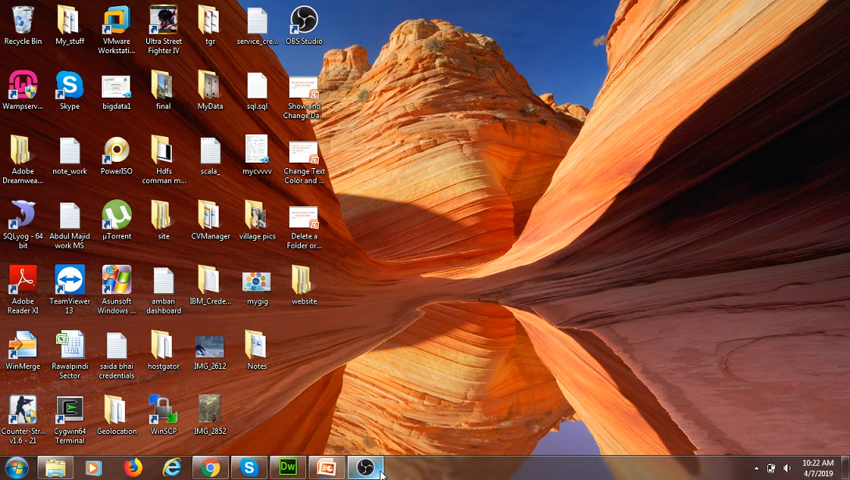 Recycle Bin
My_stuff
VMware
Workstati...
Ultra Street
Fighter IV
tgr
service_cre...
OBS Studio
Wampserv...
Skype
bigdata1
final
MyData
sql.sql
Show and
Change Da...
Adobe
Dreamwea...
note_work
PowerISO
Hdfs
comman m...
scala_
mycvvvv
Change Text
Color and ...
SQLyog - 64
bit
Abdul Majid
work MS
µTorrent
site
CVManager
village pics
Delete a
Folder or...
Adobe
Reader XI
TeamViewer
13
Asunsoft
Windows ...
ambari
dashboard
IBM_Crede...
mygig
website
WinMerge
Rawalpindi
Sector
saida bhai
credentials
hostgator
IMG_2612
Notes
Counter-Str...
v1.6 - 21
Cygwin64
Terminal
Geolocation
WinSCP
IMG_2852
Dw
10:22 AM
4/7/2019